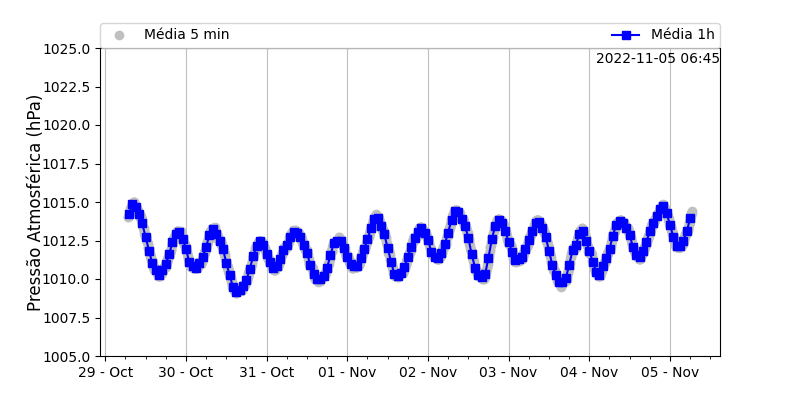 Média 5 min
Média 1h
2022-11-05 06:45
Pressão Atmosférica (hPa)
1025.0
1022.5
1020.0
1017.5
1015.0
1012.5
1010.0
1007.5
1005.0
29 - Oct
30 - Oct
31 - Oct
01 - Nov
02 - Nov
03 - Nov
04 - Nov
05 - Nov